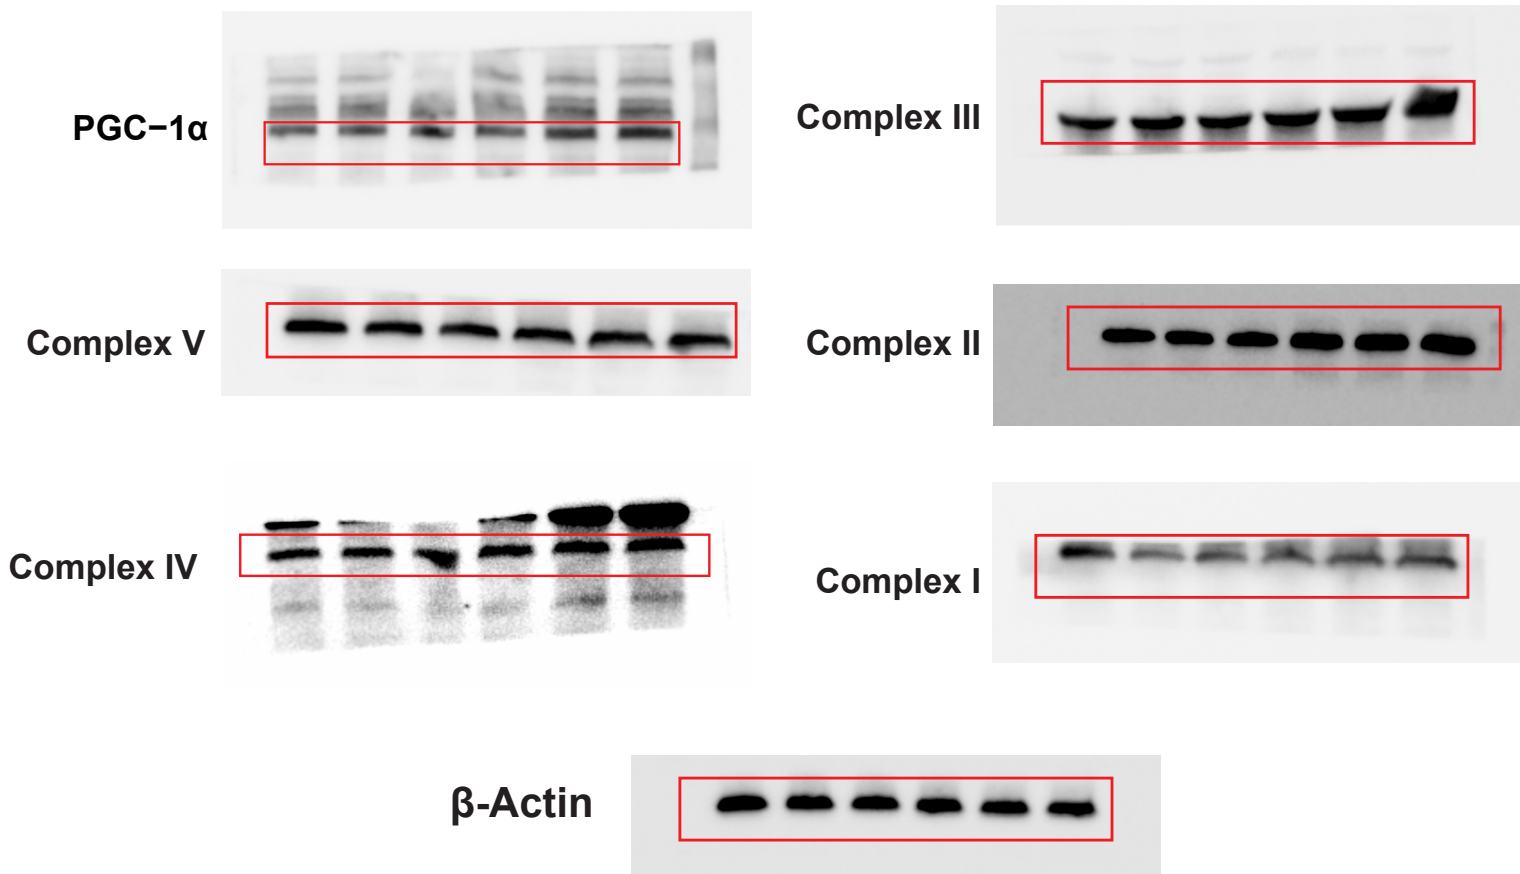 PGC−1α
Complex III
Complex V
Complex II
Complex IV
Complex I
β-Actin